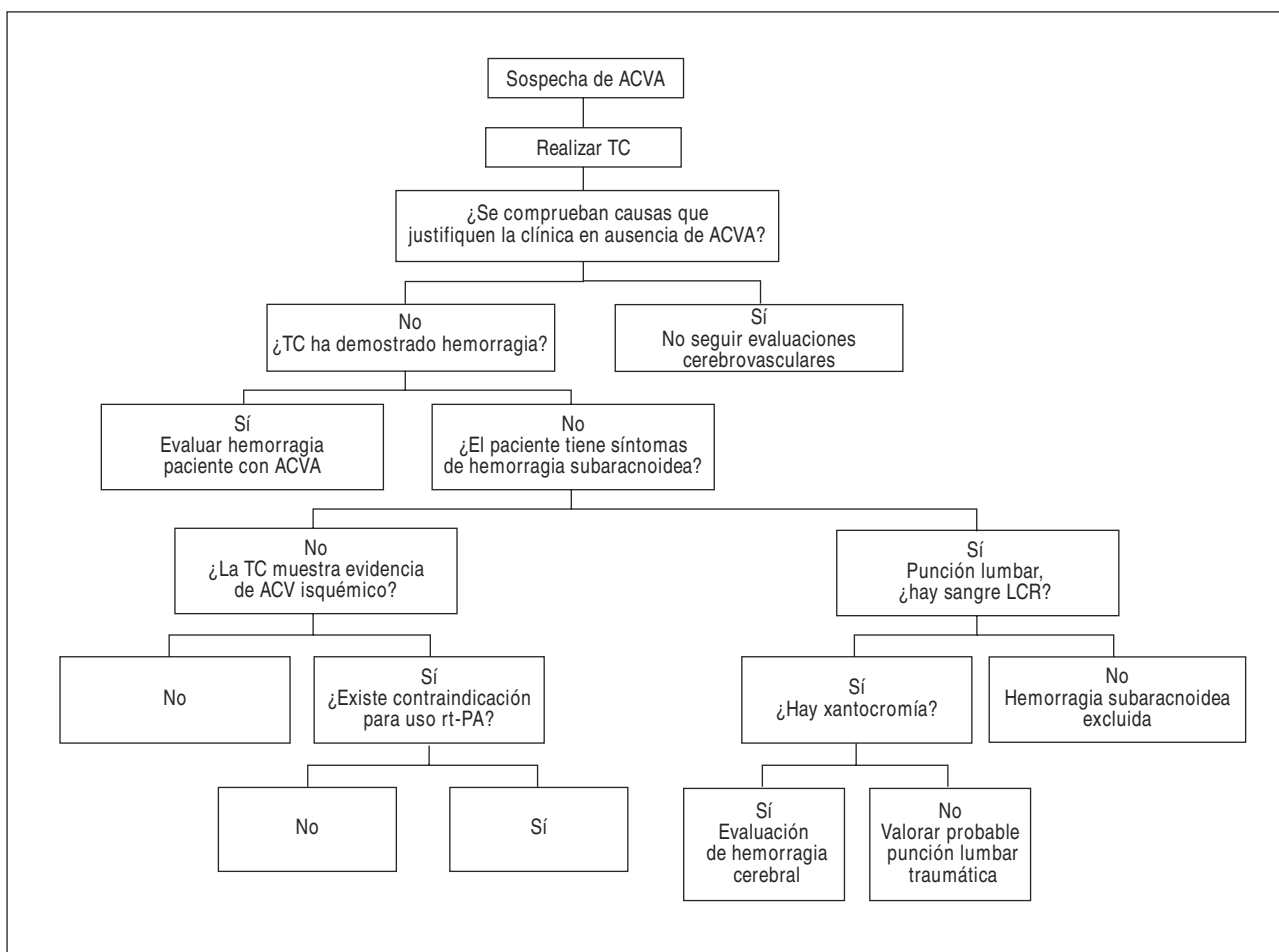 Sospecha de ACVA
Realizar TC
¿Se comprueban causas que
justifiquen la clínica en ausencia de ACVA?
No
¿TC ha demostrado hemorragia?
Sí
No seguir evaluaciones
cerebrovasculares
Sí
Evaluar hemorragia
paciente con ACVA
No
¿El paciente tiene síntomas
de hemorragia subaracnoidea?
No
¿La TC muestra evidencia
de ACV isquémico?
Sí
Punción lumbar,
¿hay sangre LCR?
No
Sí
¿Existe contraindicación
para uso rt-PA?
Sí
¿Hay xantocromía?
No
Hemorragia subaracnoidea
excluida
No
Sí
Sí
Evaluación
de hemorragia
cerebral
No
Valorar probable
punción lumbar
traumática